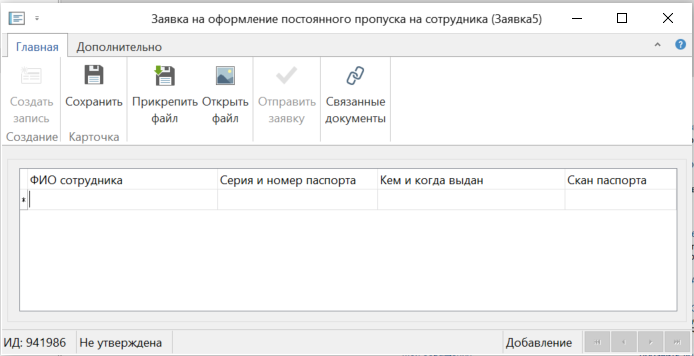 Заявка на оформление постоянного пропуска на сотрудника (Заявка5)
Главная Дополнительно
Создать запись
Сохранить
Прикрепить файл
Открыть файл
Отправить заявку
Связанные документы
Создание Карточка
ФИО сотрудника Серия и номер паспорта Кем и когда выдан Скан паспорта
ИД: 941986 Не утверждена Добавление